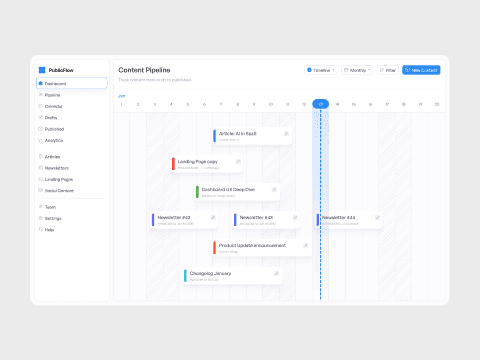 PublicFlow
Dashboard
Pipeline
Calendar
Drafts
Published
Analytics
Articles
Newsletters
Landing Pages
Social Content
Team
Settings
Help
Content Pipeline
Timeline
Monthly
Filter
New Content
Track content from draft to published.
Jan
1 2 3 4 5 6 7 8 9 10 11 12 13 14 15 16 17 18 19 20
Article: AI in SaaS
Landing Page copy
Dashboard UX Deep Dive
Newsletter #42
Newsletter #43
Newsletter #44
Product Update announcement
Changelog January